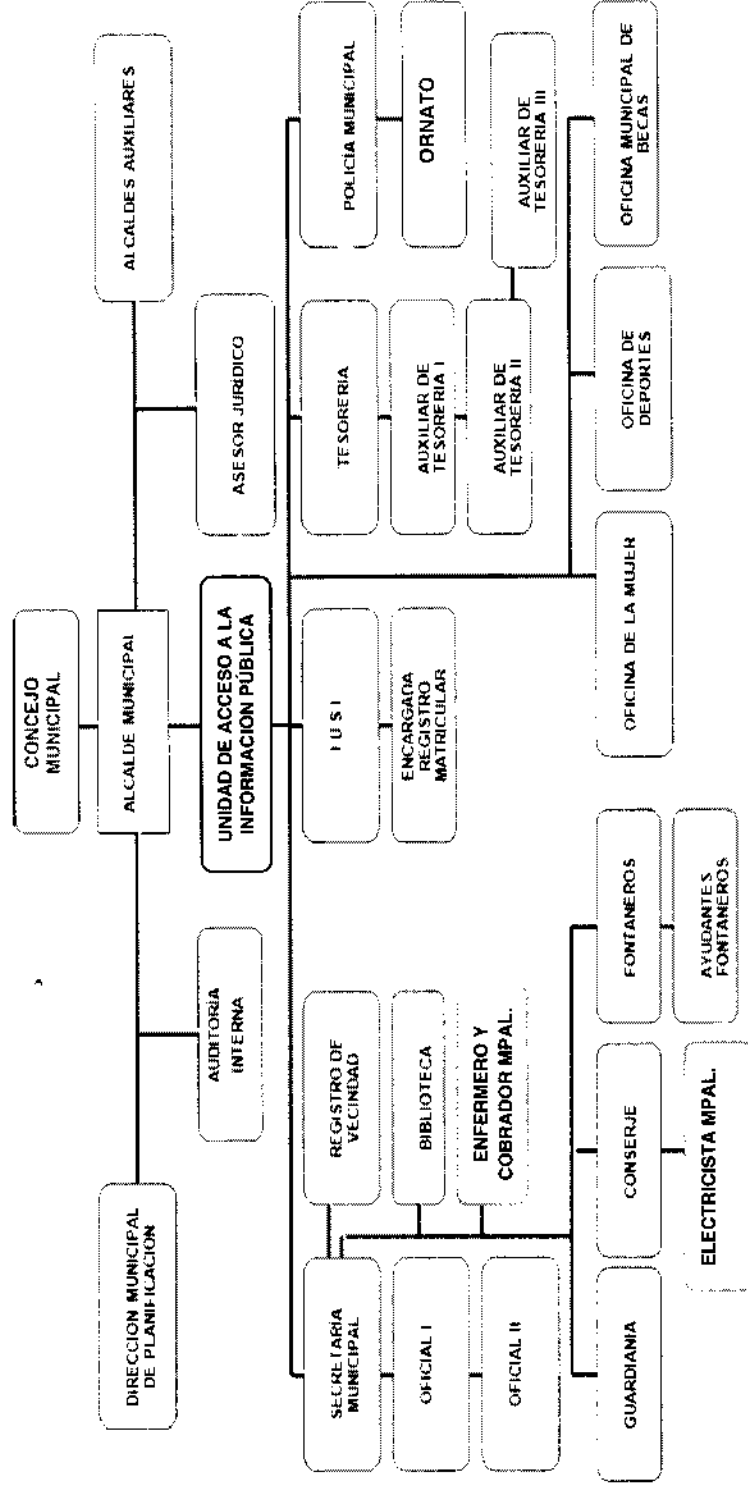 CONCEJO
MUNICIPAL
ALCALDE MUNICIPAL
DIRECCION MUNICIPAL
DE PLANIFICACION
ALCALDES AUXILIARES
AUDITORÍA
INTERNA
UNIDAD DE ACCESO A LA
INFORMACION PÚBLICA
ASESOR JURÍDICO
SECRETARÍA
MUNICIPAL
REGISTRO DE
VECINDAD
I U S I
TESORERIA
POLICÍA MUNICIPAL
OFICIAL I
BIBLIOTECA
ENCARGADA
REGISTRO
MATRICULAR
AUXILIAR DE
TESORERIA I
ORNATO
OFICIAL II
ENFERMERO Y
COBRADOR MPAL.
AUXILIAR DE
TESORERIA II
AUXILIAR DE
TESORERIA III
GUARDIANIA
CONSERJE
FONTANEROS
OFICINA DE LA MUJER
OFICINA DE
DEPORTES
OFICINA MUNICIPAL DE
BECAS
ELECTRICISTA MPAL.
AYUDANTES
FONTANEROS